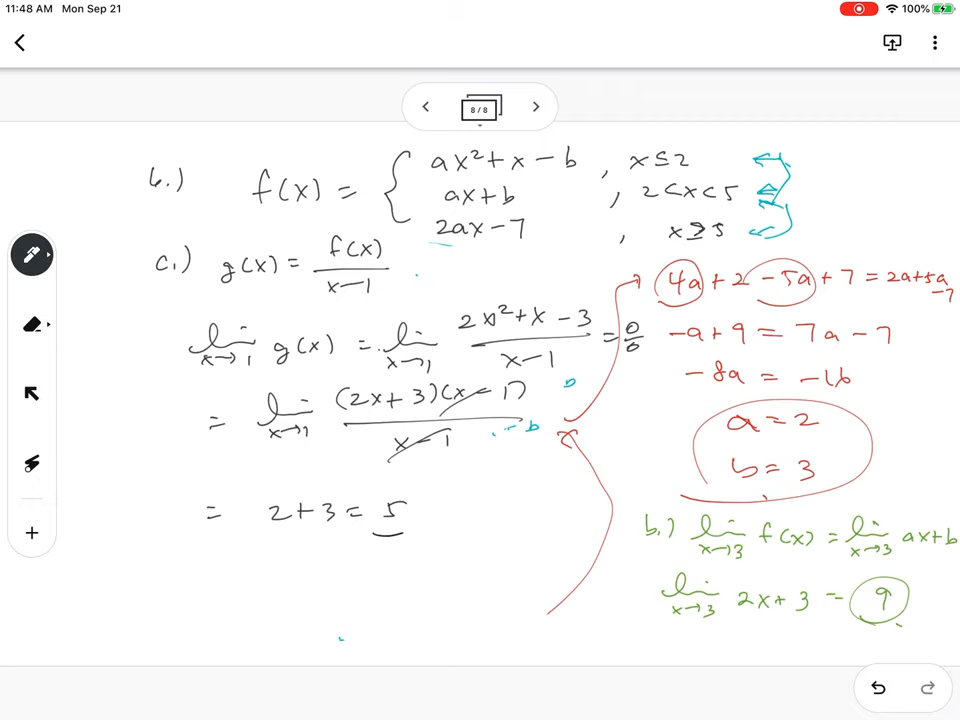 11:48 AM Mon Sep 21
100%
8 / 8
6.) f(x) = { ax² + x - b , x ≤ 2
ax + b , 2 < x < 5
2ax - 7 , x ≥ 5
c.) g(x) = f(x) / x - 1
lim x→1 g(x) = lim x→1 2x² + x - 3 / x - 1 = 0/0
= lim x→1 (2x + 3)(x - 1) / x - 1
= 2 + 3 = 5
4a + 2 - 5a + 7 = 2a + 5a - 7
-a + 9 = 7a - 7
-8a = -16
a = 2
b = 3
b.) lim x→3 f(x) = lim x→3 ax + b
lim x→3 2x + 3 = 9